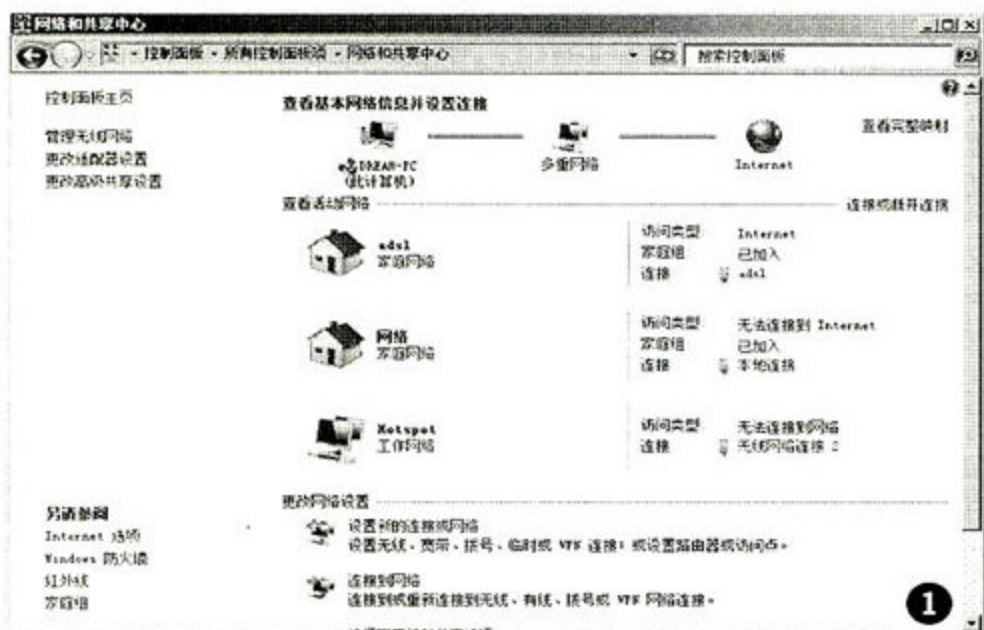 网络和共享中心
控制面板 · 所有控制面板项 · 网络和共享中心
搜索控制面板
控制面板主页
管理无线网络
更改适配器设置
更改高级共享设置
查看基本网络信息并设置连接
查看完整映射
DREAM-PC
(此计算机)
多重网络
Internet
查看活动网络
连接或断开连接
adsl
家庭网络
访问类型 Internet
家庭组 已加入
连接 adsl
网络
家庭网络
访问类型 无法连接到 Internet
家庭组 已加入
连接 本地连接
Hotspot
工作网络
访问类型 无法连接到网络
连接 无线网络连接 2
更改网络设置
设置新的连接或网络
设置无线、宽带、拨号、临时或 VPN 连接；或设置路由器或访问点。
连接到网络
连接到或重新连接到无线、有线、拨号或 VPN 网络连接。
另请参阅
Internet 选项
Windows 防火墙
红外线
家庭组
1